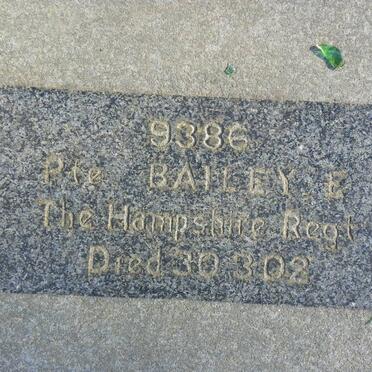 9386
Pte BAILEY, E
The Hampshire Regt
Died 30 3 02